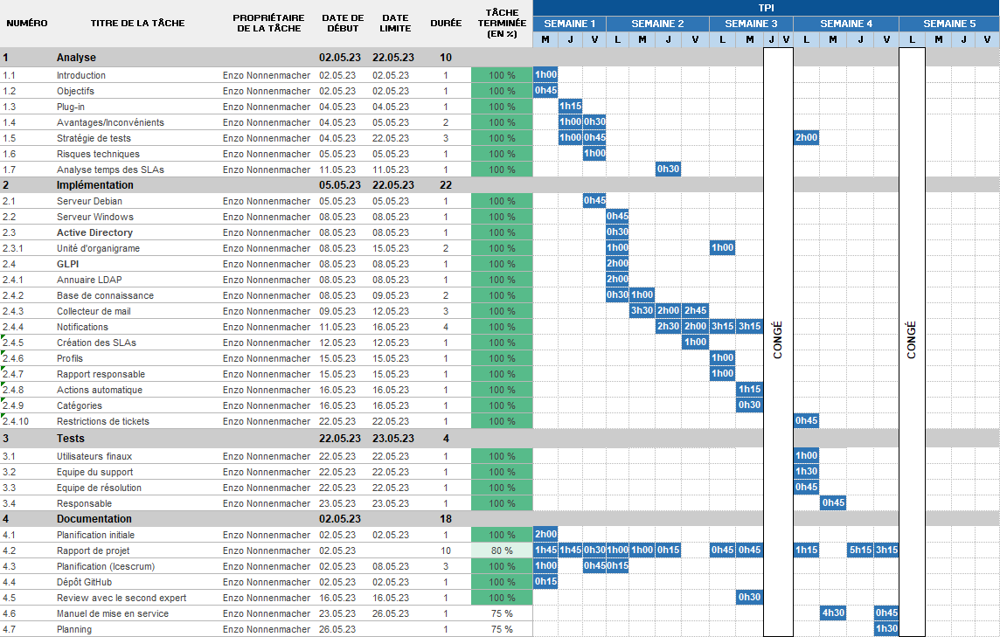 NUMÉRO TITRE DE LA TÂCHE PROPRIÉTAIRE DE LA TÂCHE DATE DE DÉBUT DATE LIMITE DURÉE TÂCHE TERMINÉE (EN %) TPI
SEMAINE 1 SEMAINE 2 SEMAINE 3 SEMAINE 4 SEMAINE 5
M J V L M J V L M J V L M J V L M J V
1 Analyse 02.05.23 22.05.23 10
1.1 Introduction Enzo Nonnenmacher 02.05.23 02.05.23 1 100 % 1h00
1.2 Objectifs Enzo Nonnenmacher 02.05.23 02.05.23 1 100 % 0h45
1.3 Plug-in Enzo Nonnenmacher 04.05.23 04.05.23 1 100 % 1h15
1.4 Avantages/Inconvénients Enzo Nonnenmacher 04.05.23 05.05.23 2 100 % 1h00 0h30
1.5 Stratégie de tests Enzo Nonnenmacher 04.05.23 22.05.23 3 100 % 1h00 0h45 2h00
1.6 Risques techniques Enzo Nonnenmacher 05.05.23 05.05.23 1 100 % 1h00
1.7 Analyse temps des SLAs Enzo Nonnenmacher 11.05.23 11.05.23 1 100 % 0h30
2 Implémentation 05.05.23 22.05.23 22
2.1 Serveur Debian Enzo Nonnenmacher 05.05.23 05.05.23 1 100 % 0h45
2.2 Serveur Windows Enzo Nonnenmacher 08.05.23 08.05.23 1 100 % 0h45
2.3 Active Directory Enzo Nonnenmacher 08.05.23 08.05.23 1 100 % 0h30
2.3.1 Unité d'organigrame Enzo Nonnenmacher 08.05.23 15.05.23 2 100 % 1h00 1h00
2.4 GLPI Enzo Nonnenmacher 08.05.23 08.05.23 1 100 % 2h00
2.4.1 Annuaire LDAP Enzo Nonnenmacher 08.05.23 08.05.23 1 100 % 2h00
2.4.2 Base de connaissance Enzo Nonnenmacher 08.05.23 09.05.23 2 100 % 0h30 1h00
2.4.3 Collecteur de mail Enzo Nonnenmacher 09.05.23 12.05.23 3 100 % 3h30 2h00 2h45
2.4.4 Notifications Enzo Nonnenmacher 11.05.23 16.05.23 4 100 % 2h30 2h00 3h15 3h15
2.4.5 Création des SLAs Enzo Nonnenmacher 12.05.23 12.05.23 1 100 % 1h00
2.4.6 Profils Enzo Nonnenmacher 15.05.23 15.05.23 1 100 % 1h00
2.4.7 Rapport responsable Enzo Nonnenmacher 15.05.23 15.05.23 1 100 % 1h00
2.4.8 Actions automatique Enzo Nonnenmacher 16.05.23 16.05.23 1 100 % 1h15
2.4.9 Catégories Enzo Nonnenmacher 16.05.23 16.05.23 1 100 % 0h30
2.4.10 Restrictions de tickets Enzo Nonnenmacher 22.05.23 22.05.23 1 100 % 0h45
CONGÉ
CONGÉ
3 Tests 22.05.23 23.05.23 4
3.1 Utilisateurs finaux Enzo Nonnenmacher 22.05.23 22.05.23 1 100 % 1h00
3.2 Equipe du support Enzo Nonnenmacher 22.05.23 22.05.23 1 100 % 1h30
3.3 Equipe de résolution Enzo Nonnenmacher 22.05.23 22.05.23 1 100 % 0h45
3.4 Responsable Enzo Nonnenmacher 23.05.23 23.05.23 1 100 % 0h45
4 Documentation 02.05.23 18
4.1 Planification initiale Enzo Nonnenmacher 02.05.23 02.05.23 1 100 % 2h00
4.2 Rapport de projet Enzo Nonnenmacher 02.05.23 10 80 % 1h45 1h45 0h30 1h00 1h00 0h15 0h45 0h45 1h15 5h15 3h15
4.3 Planification (Icescrum) Enzo Nonnenmacher 02.05.23 08.05.23 3 100 % 1h00 0h45 0h15
4.4 Dépôt GitHub Enzo Nonnenmacher 02.05.23 02.05.23 1 100 % 0h15
4.5 Review avec le second expert Enzo Nonnenmacher 16.05.23 16.05.23 1 100 % 0h30
4.6 Manuel de mise en service Enzo Nonnenmacher 23.05.23 26.05.23 1 75 % 4h30 0h45
4.7 Planning Enzo Nonnenmacher 26.05.23 1 75 % 1h30